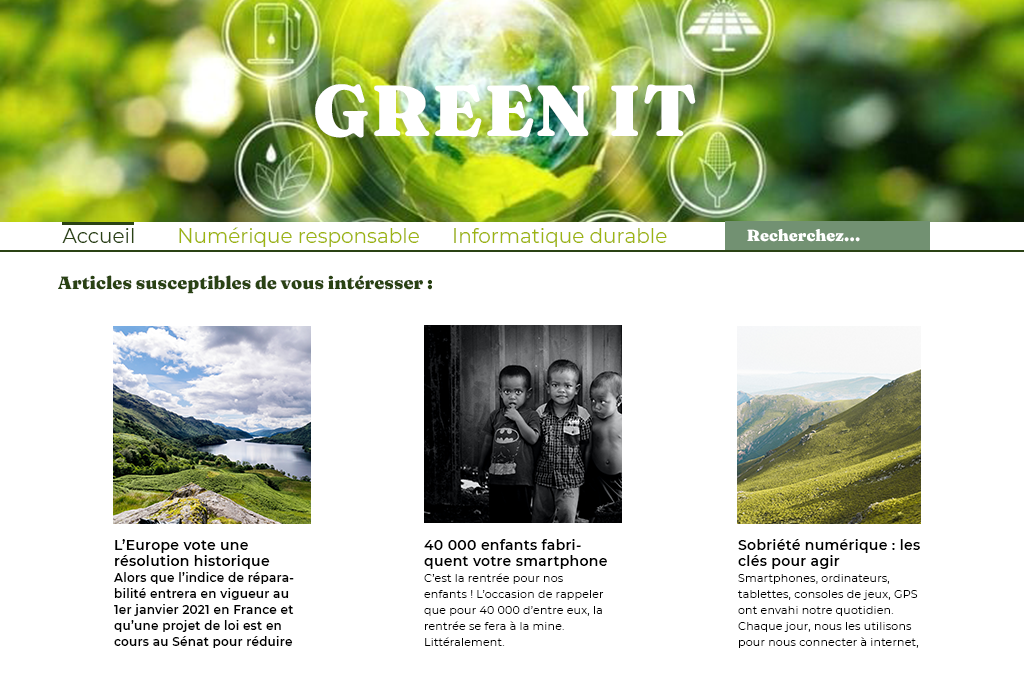 GREEN IT
Accueil
Numérique responsable
Informatique durable
Recherchez...
Articles susceptibles de vous intéresser :
L’Europe vote une
résolution historique
Alors que l’indice de répara-
bilité entrera en vigueur au
1er janvier 2021 en France et
qu’une projet de loi est en
cours au Sénat pour réduire
40 000 enfants fabri-
quent votre smartphone
C’est la rentrée pour nos
enfants ! L’occasion de rappeler
que pour 40 000 d’entre eux, la
rentrée se fera à la mine.
Littéralement.
Sobriété numérique : les
clés pour agir
Smartphones, ordinateurs,
tablettes, consoles de jeux, GPS
ont envahi notre quotidien.
Chaque jour, nous les utilisons
pour nous connecter à internet,